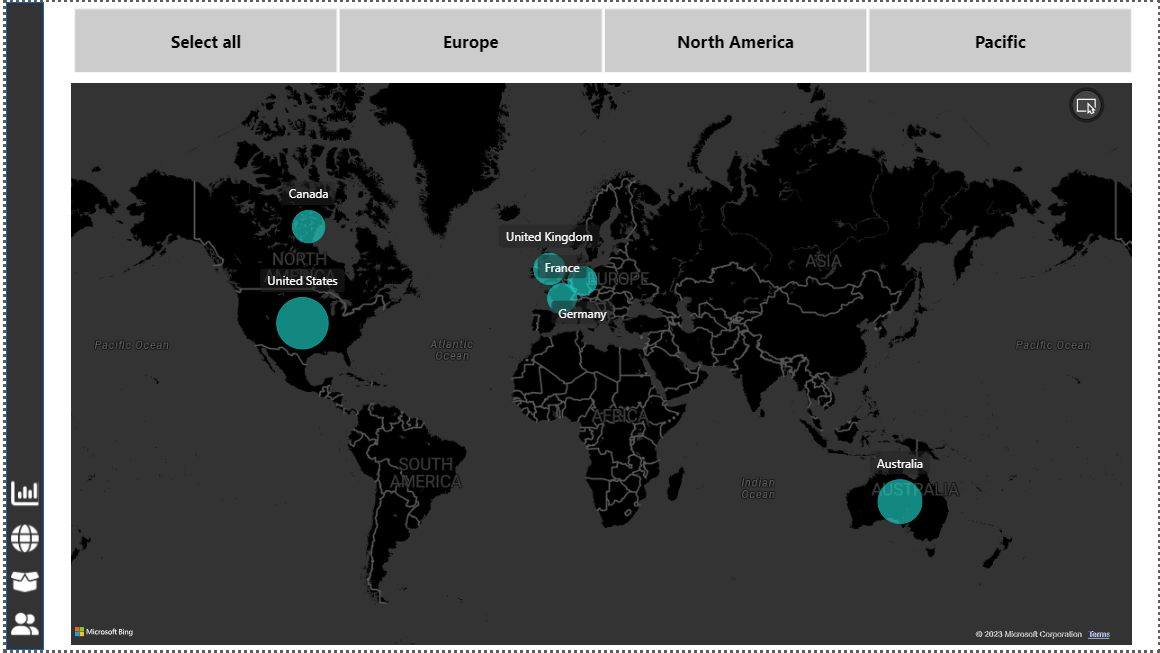 Select all
Europe
North America
Pacific
Canada
NORTH
AMERICA
United States
United Kingdom
France
EUROPE
Germany
ASIA
Pacific Ocean
Atlantic
Ocean
Pacific Ocean
AFRICA
SOUTH
AMERICA
Indian
Ocean
Australia
AUSTRALIA
Microsoft Bing
© 2023 Microsoft Corporation Terms